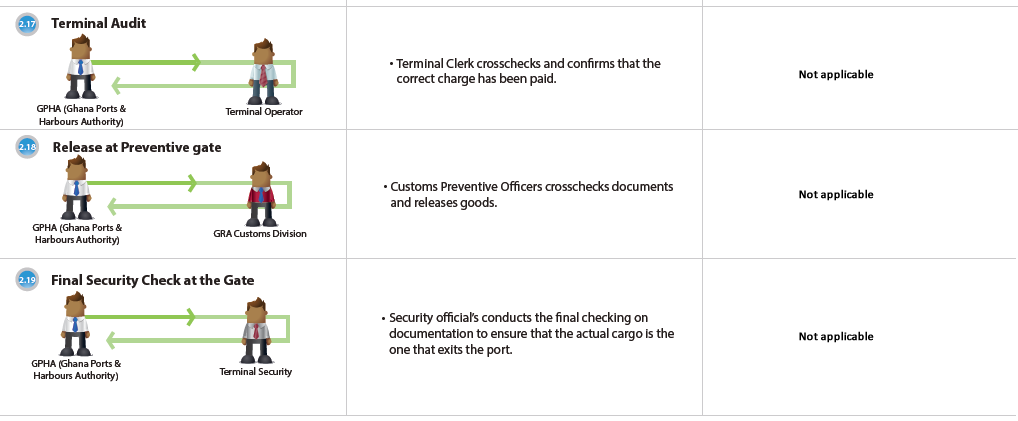 2.17 Terminal Audit
GPHA (Ghana Ports &
Harbours Authority)
Terminal Operator
• Terminal Clerk crosschecks and confirms that the
correct charge has been paid.
Not applicable
2.18 Release at Preventive gate
GPHA (Ghana Ports &
Harbours Authority)
GRA Customs Division
• Customs Preventive Officers crosschecks documents
and releases goods.
Not applicable
2.19 Final Security Check at the Gate
GPHA (Ghana Ports &
Harbours Authority)
Terminal Security
• Security official's conducts the final checking on
documentation to ensure that the actual cargo is the
one that exits the port.
Not applicable